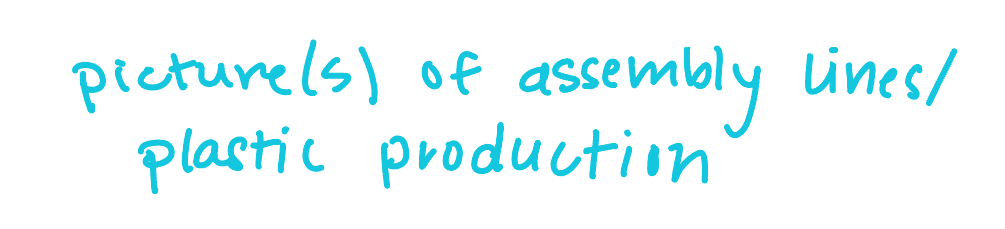 picture(s) of assembly lines/
plastic production